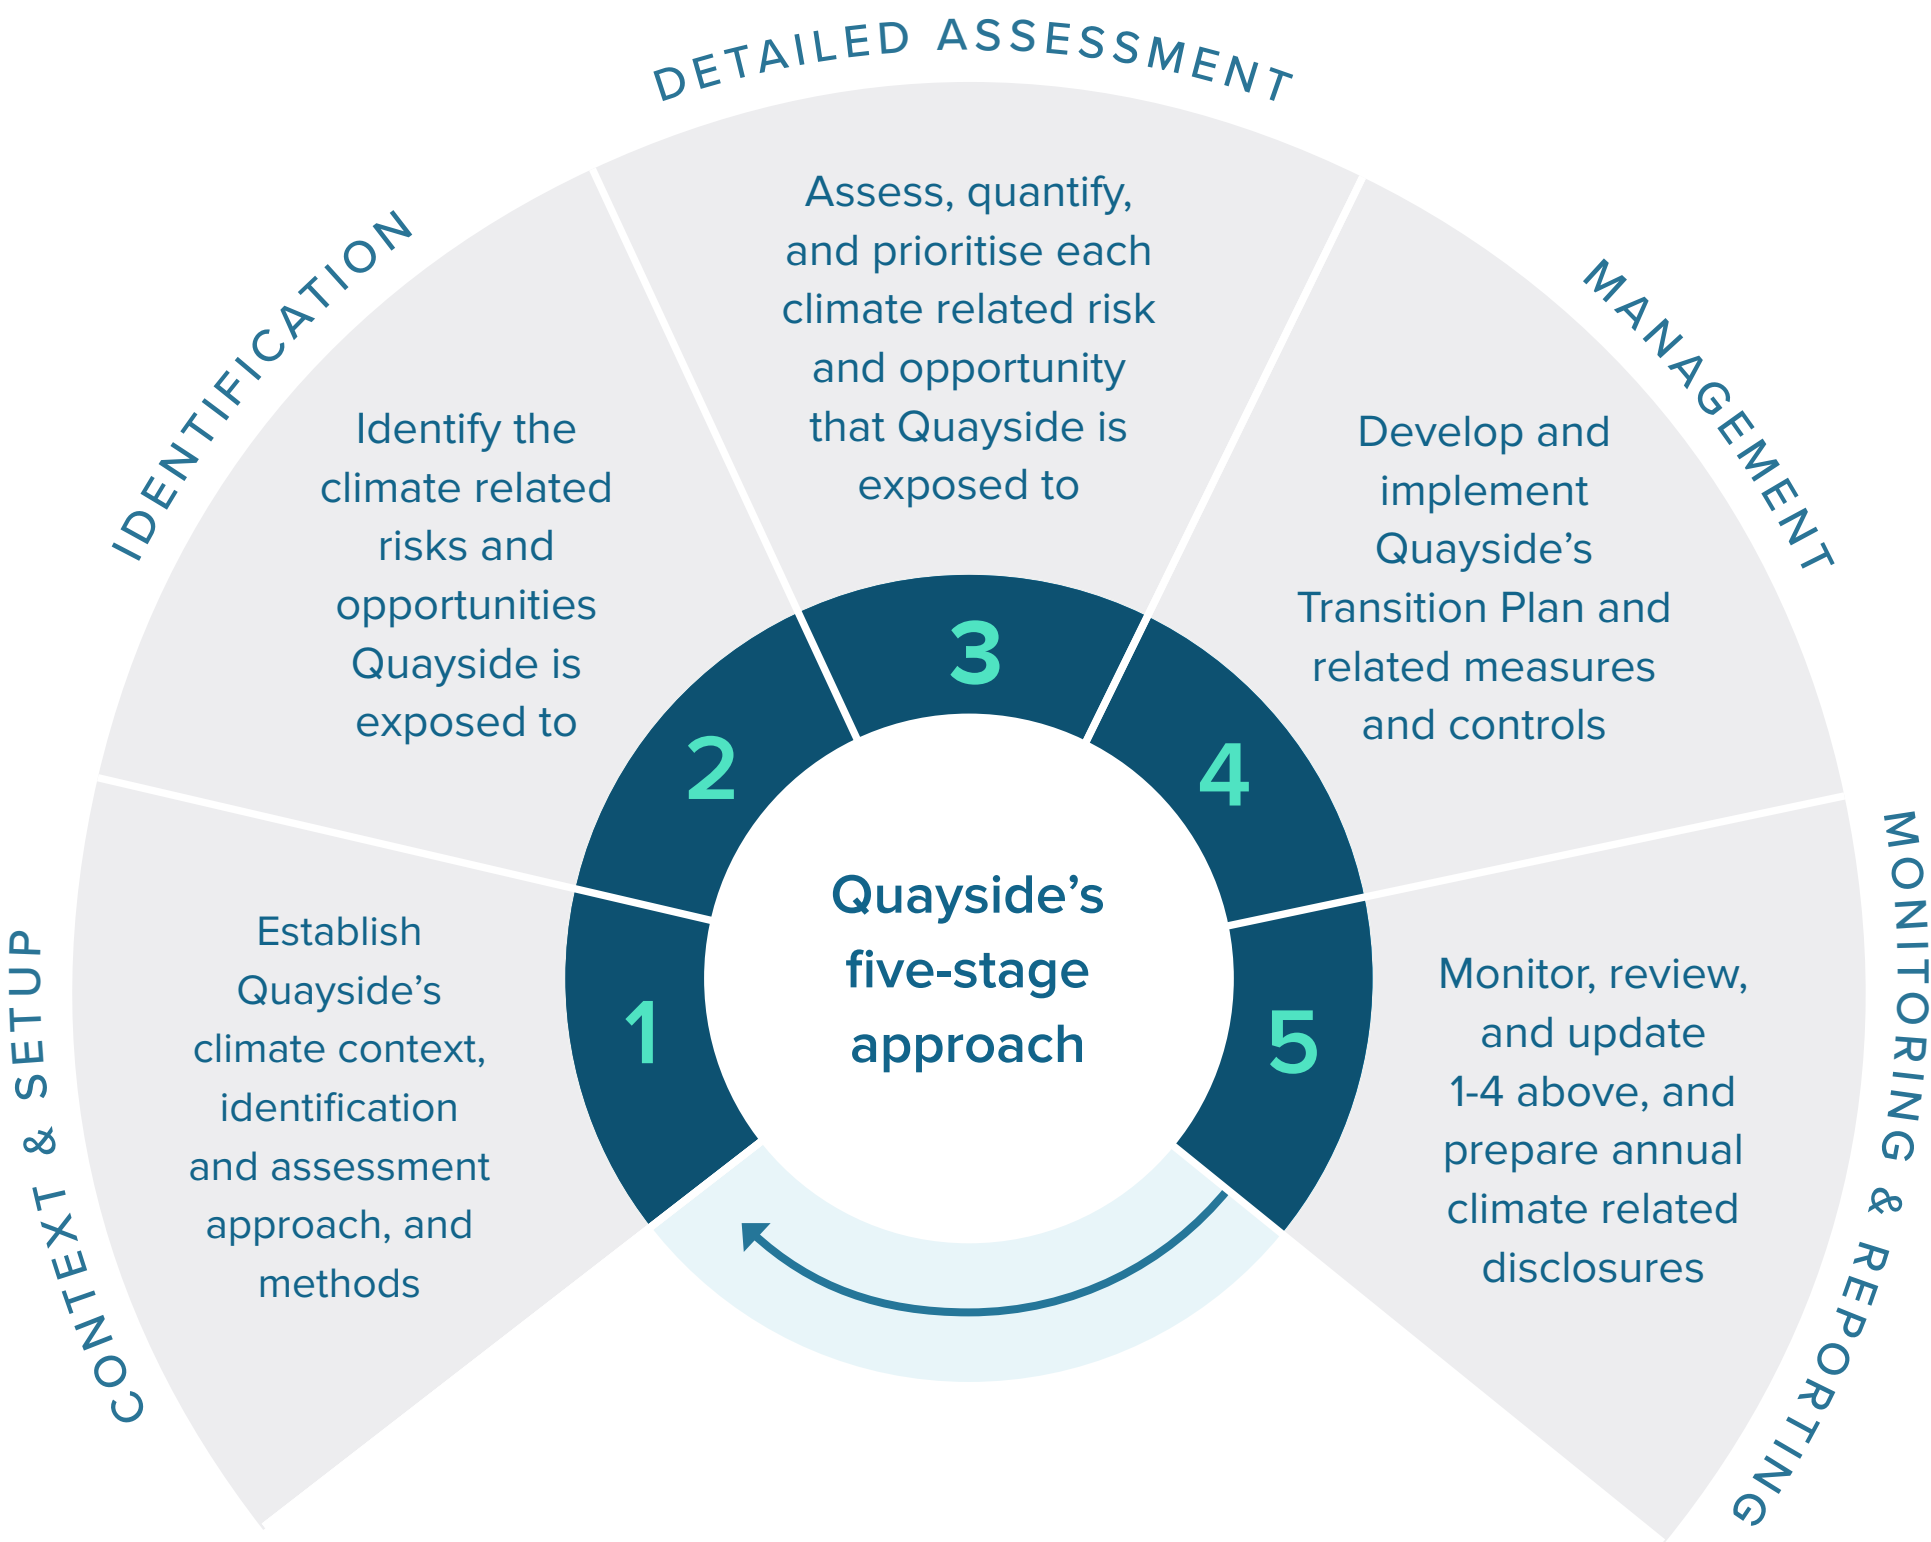 Quayside’s
five-stage
approach
CONTEXT & SETUP
1
Establish
Quayside’s
climate context,
identification
and assessment
approach, and
methods
IDENTIFICATION
2
Identify the
climate related
risks and
opportunities
Quayside is
exposed to
DETAILED ASSESSMENT
3
Assess, quantify,
and prioritise each
climate related risk
and opportunity
that Quayside is
exposed to
MANAGEMENT
4
Develop and
implement
Quayside’s
Transition Plan and
related measures
and controls
MONITORING & REPORTING
5
Monitor, review,
and update
1-4 above, and
prepare annual
climate related
disclosures